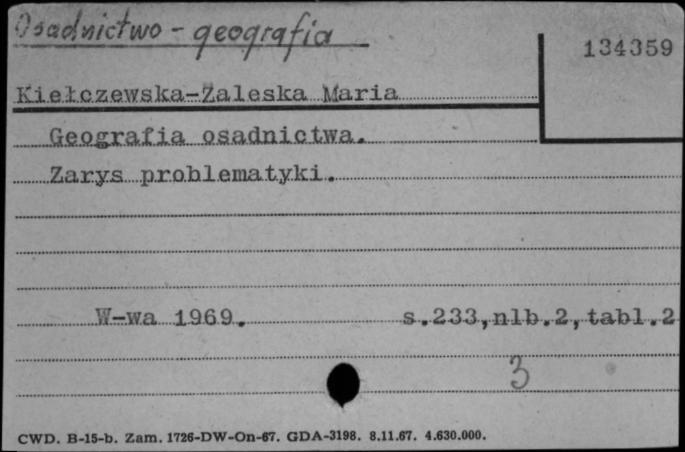 Osadnictwo - geografia
134359
Kiełczewska-Zaleska Maria
Geografia osadnictwa.
Zarys problematyki.
W-wa 1969. s.233,nlb.2,tabl.2
3
CWD. B-15-b. Zam. 1726-DW-On-67. GDA-3198. 8.11.67. 4.630.000.